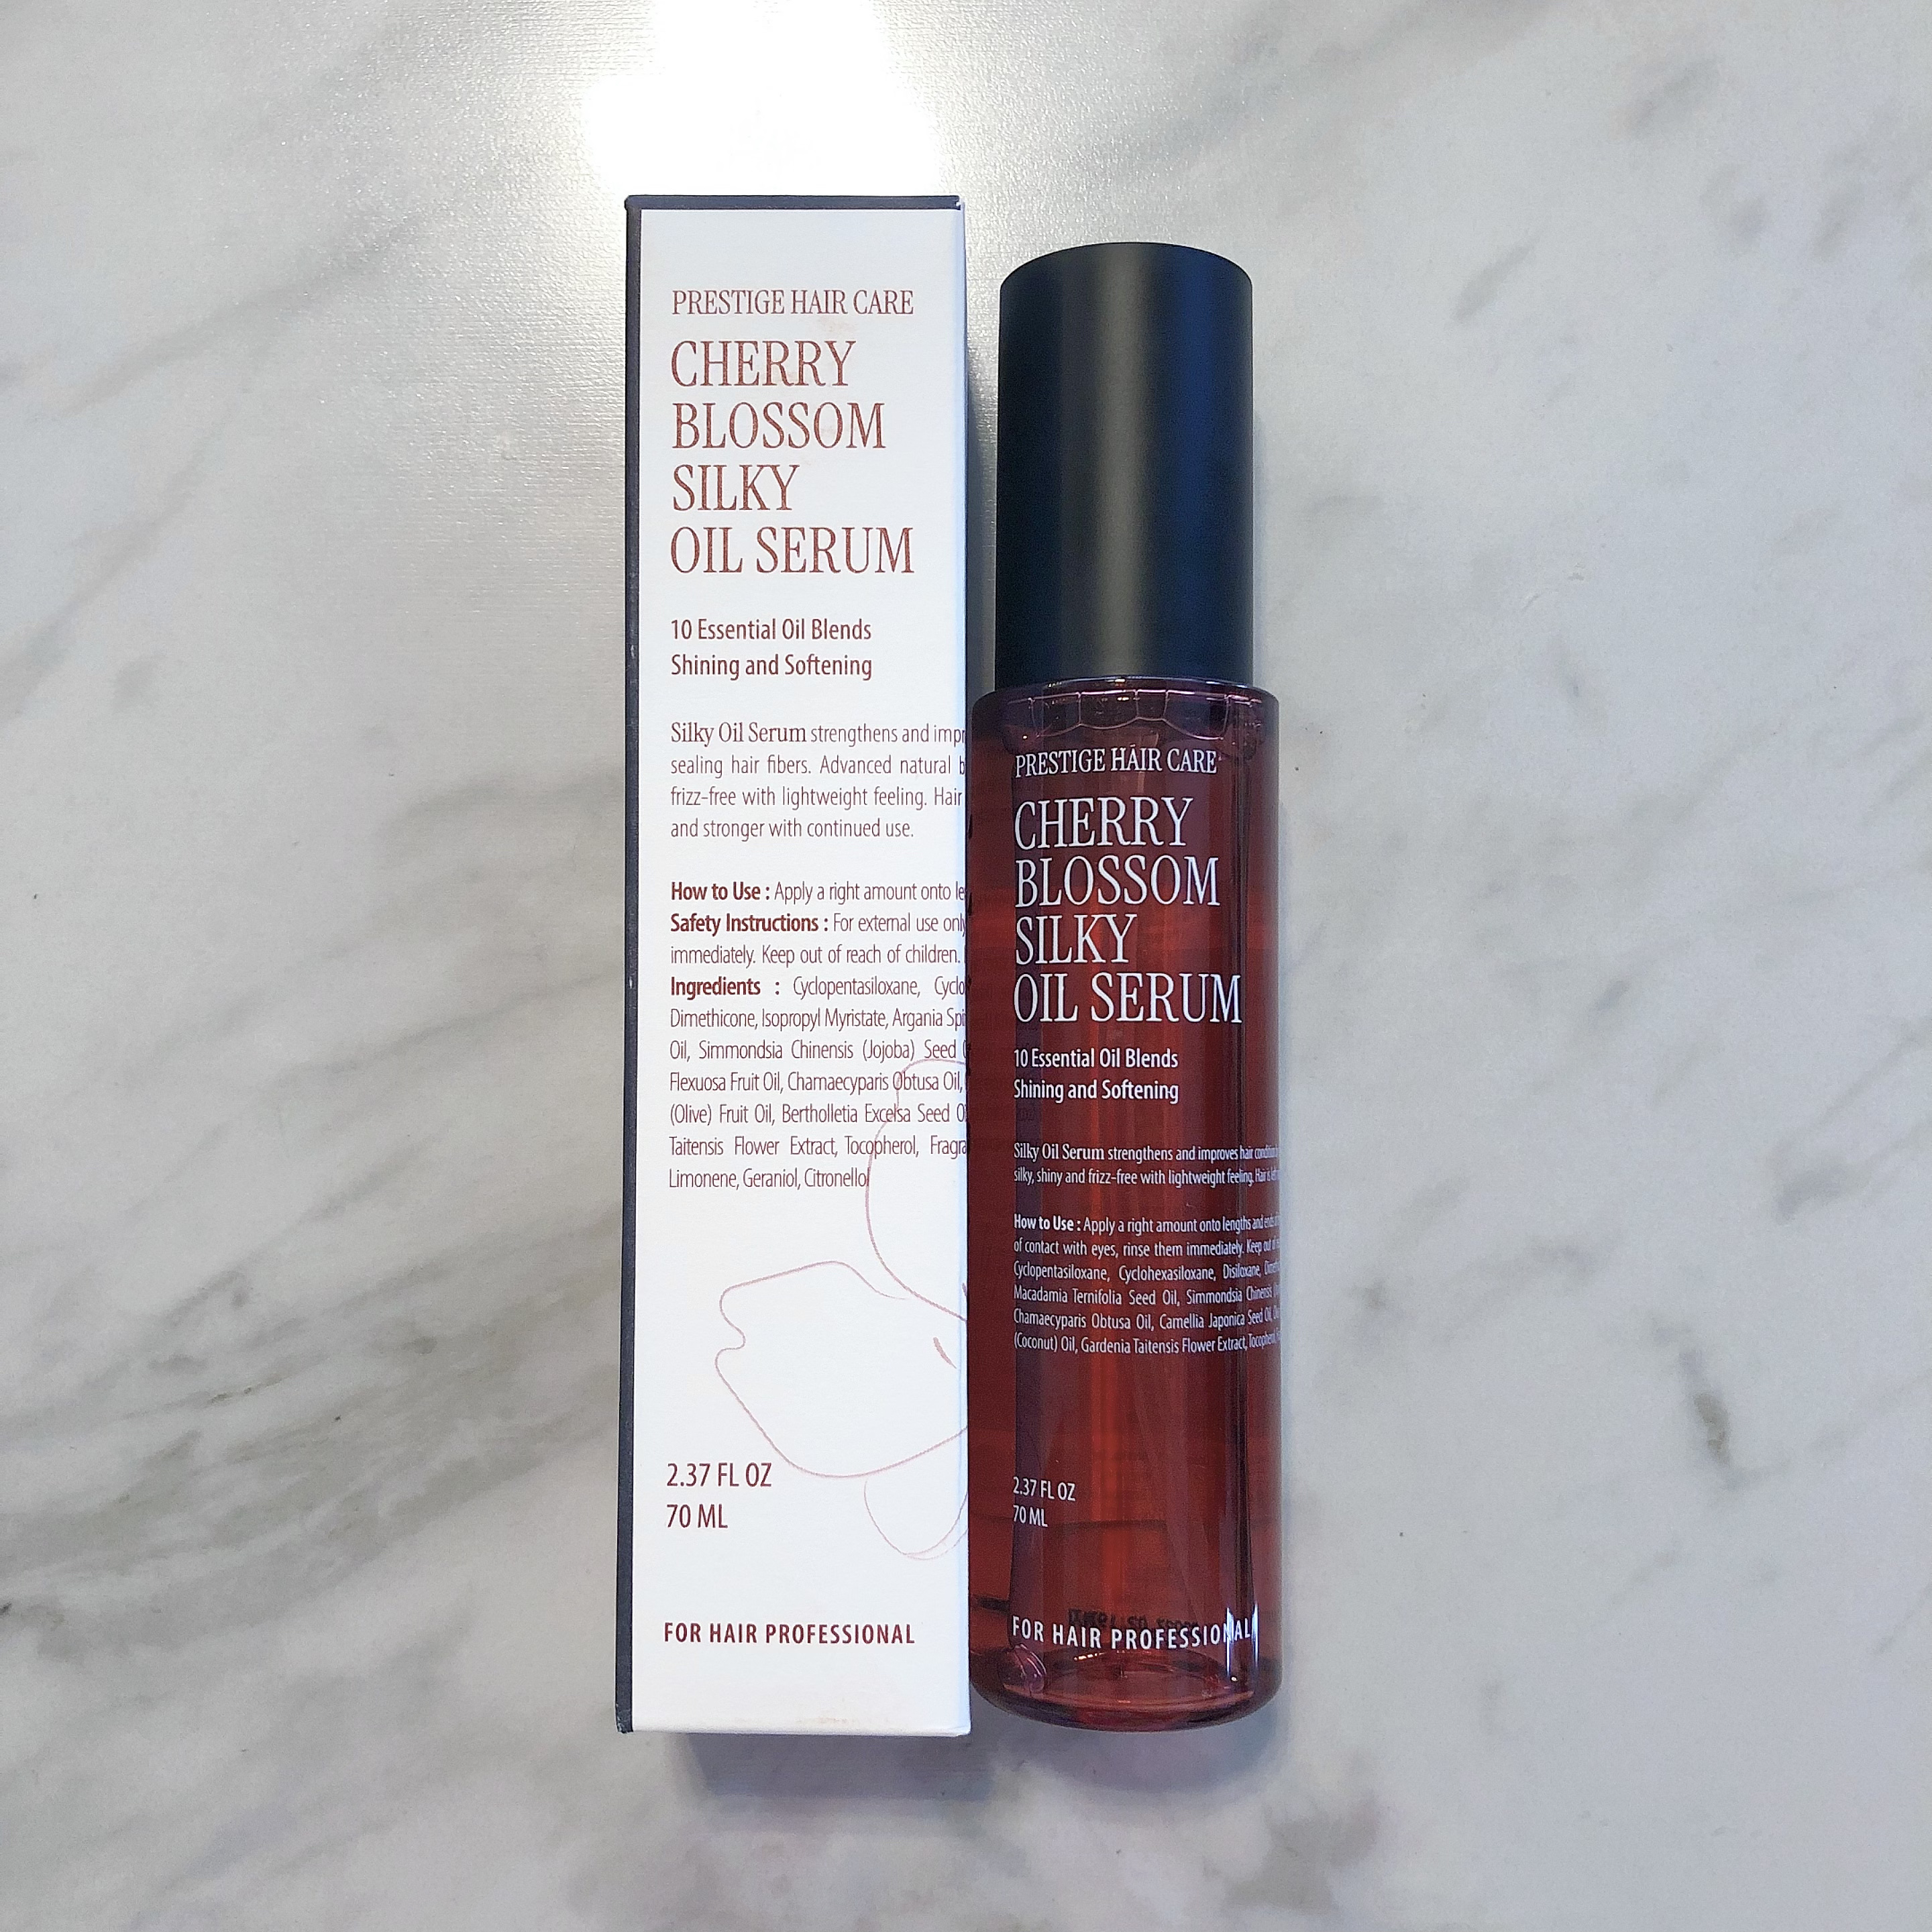 PRESTIGE HAIR CARE
CHERRY
BLOSSOM
SILKY
OIL SERUM
10 Essential Oil Blends
Shining and Softening
Silky Oil Serum strengthens and
sealing hair fibers. Advanced natural
frizz-free with lightweight feeling. Hair
and stronger with continued use.
How to Use : Apply a right amount onto
Safety Instructions : For external use only
immediately. Keep out of reach of children.
Ingredients : Cyclopentasiloxane,
Dimethicone, Isopropyl Myristate, Argania
Oil, Simmondsia Chinensis (Jojoba) Seed
Flexuosa Fruit Oil, Chamaecyparis Obtusa Oil,
(Olive) Fruit Oil, Bertholletia Excelsa Seed
Taitensis Flower Extract, Tocopherol,
Limonene, Geraniol, Citronellol
2.37 FL OZ
70 ML
FOR HAIR PROFESSIONAL
PRESTIGE HAIR CARE
CHERRY
BLOSSOM
SILKY
OIL SERUM
10 Essential Oil Blends
Shining and Softening
Silky Oil Serum strengthens and improves hair condition
silky, shiny and frizz-free with lightweight feeling. Hair is left
How to Use : Apply a right amount onto lengths and ends
of contact with eyes, rinse them immediately. Keep out of
Cyclopentasiloxane, Cyclohexasiloxane, Disiloxane,
Macadamia Ternifolia Seed Oil, Simmondsia Chinensis
Chamaecyparis Obtusa Oil, Camellia Japonica Seed Oil,
(Coconut) Oil, Gardenia Taitensis Flower Extract, Tocopherol,
2.37 FL OZ
70 ML
FOR HAIR PROFESSIONAL